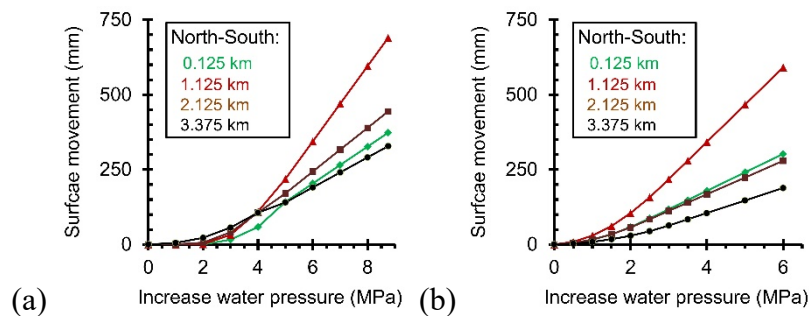 750
500
250
0
Surfcae movement (mm)
North-South:
0.125 km
1.125 km
2.125 km
3.375 km
0 2 4 6 8
Increase water pressure (MPa)
(a)
750
500
250
0
Surfcae movement (mm)
North-South:
0.125 km
1.125 km
2.125 km
3.375 km
0 2 4 6
Increase water pressure (MPa)
(b)